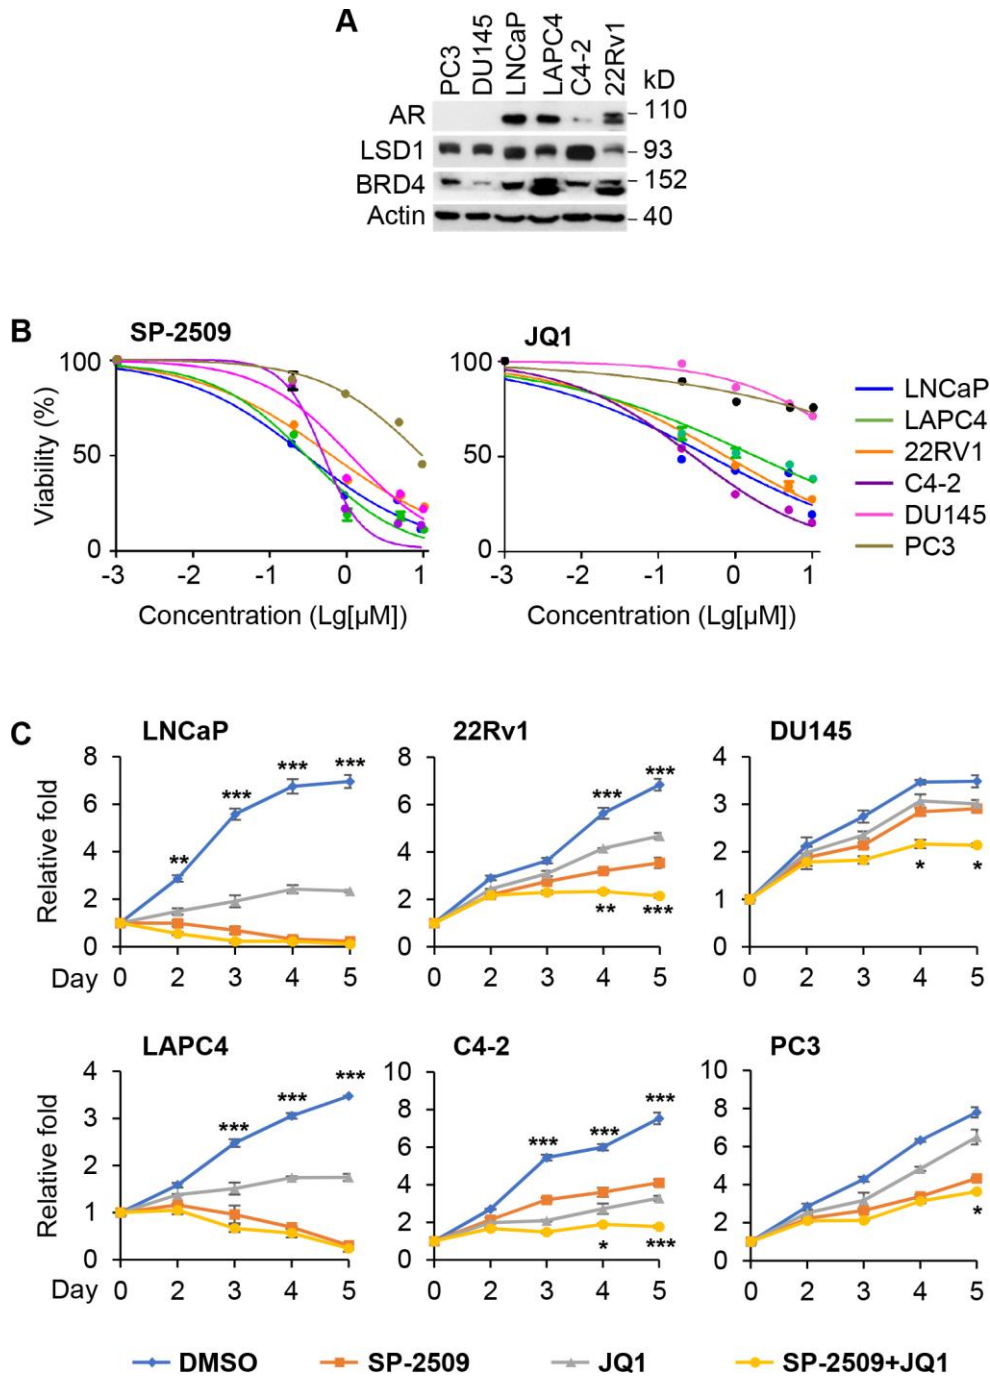 A
PC3 DU145 LNCaP LAPC4 C4-2 22Rv1 kD
AR 110
LSD1 93
BRD4 152
Actin 40
B
SP-2509 JQ1
100 100
50 50
0 0
Viability (%)
-3 -2 -1 0 1 -3 -2 -1 0 1
Concentration (Lg[µM]) Concentration (Lg[µM])
LNCaP
LAPC4
22RV1
C4-2
DU145
PC3
C
LNCaP 22Rv1 DU145
8 8 4
6 6 3
4 4 2
2 2 1
0 0 0
Relative fold
** *** *** ***
*** *** ** ***
* *
Day 0 2 3 4 5 0 2 3 4 5 0 2 3 4 5
LAPC4 C4-2 PC3
4 10 10
3 8 8
2 6 6
1 4 4
0 2 2
0 0
Relative fold
*** *** ***
*** *** *** * ***
*
Day 0 2 3 4 5 0 2 3 4 5 0 2 3 4 5
DMSO SP-2509 JQ1 SP-2509+JQ1